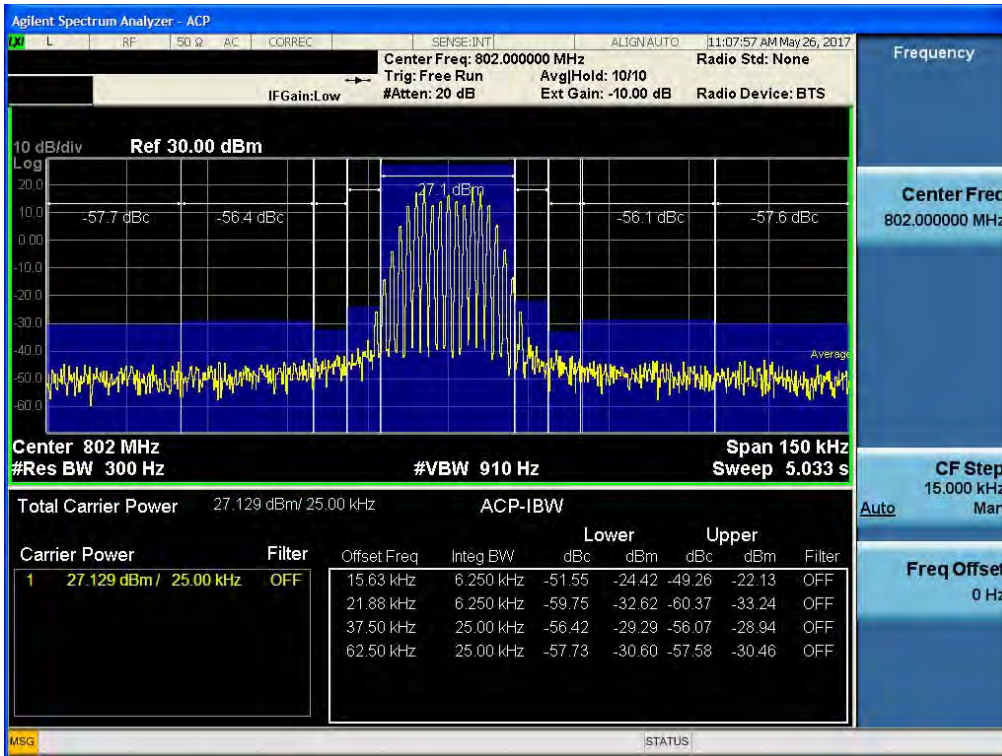 Agilent Spectrum Analyzer - ACP
LXI L RF 50 Ω AC CORREC SENSE:INT ALIGN AUTO 11:07:57 AM May 26, 2017
Center Freq: 802.000000 MHz Radio Std: None
Trig: Free Run Avg|Hold: 10/10
IFGain:Low #Atten: 20 dB Ext Gain: -10.00 dB Radio Device: BTS
10 dB/div Ref 30.00 dBm
Log
20.0
10.0
0.00
-10.0
-20.0
-30.0
-40.0
-50.0
-60.0
-57.7 dBc -56.4 dBc 27.1 dBm -56.1 dBc -57.6 dBc
Average
Center 802 MHz Span 150 kHz
#Res BW 300 Hz #VBW 910 Hz Sweep 5.033 s
Total Carrier Power 27.129 dBm/ 25.00 kHz ACP-IBW
Lower Upper
Carrier Power Filter Offset Freq Integ BW dBc dBm dBc dBm Filter
1 27.129 dBm / 25.00 kHz OFF 15.63 kHz 6.250 kHz -51.55 -24.42 -49.26 -22.13 OFF
21.88 kHz 6.250 kHz -59.75 -32.62 -60.37 -33.24 OFF
37.50 kHz 25.00 kHz -56.42 -29.29 -56.07 -28.94 OFF
62.50 kHz 25.00 kHz -57.73 -30.60 -57.58 -30.46 OFF
MSG STATUS
Frequency
Center Freq
802.000000 MHz
CF Step
15.000 kHz
Auto Man
Freq Offset
0 Hz